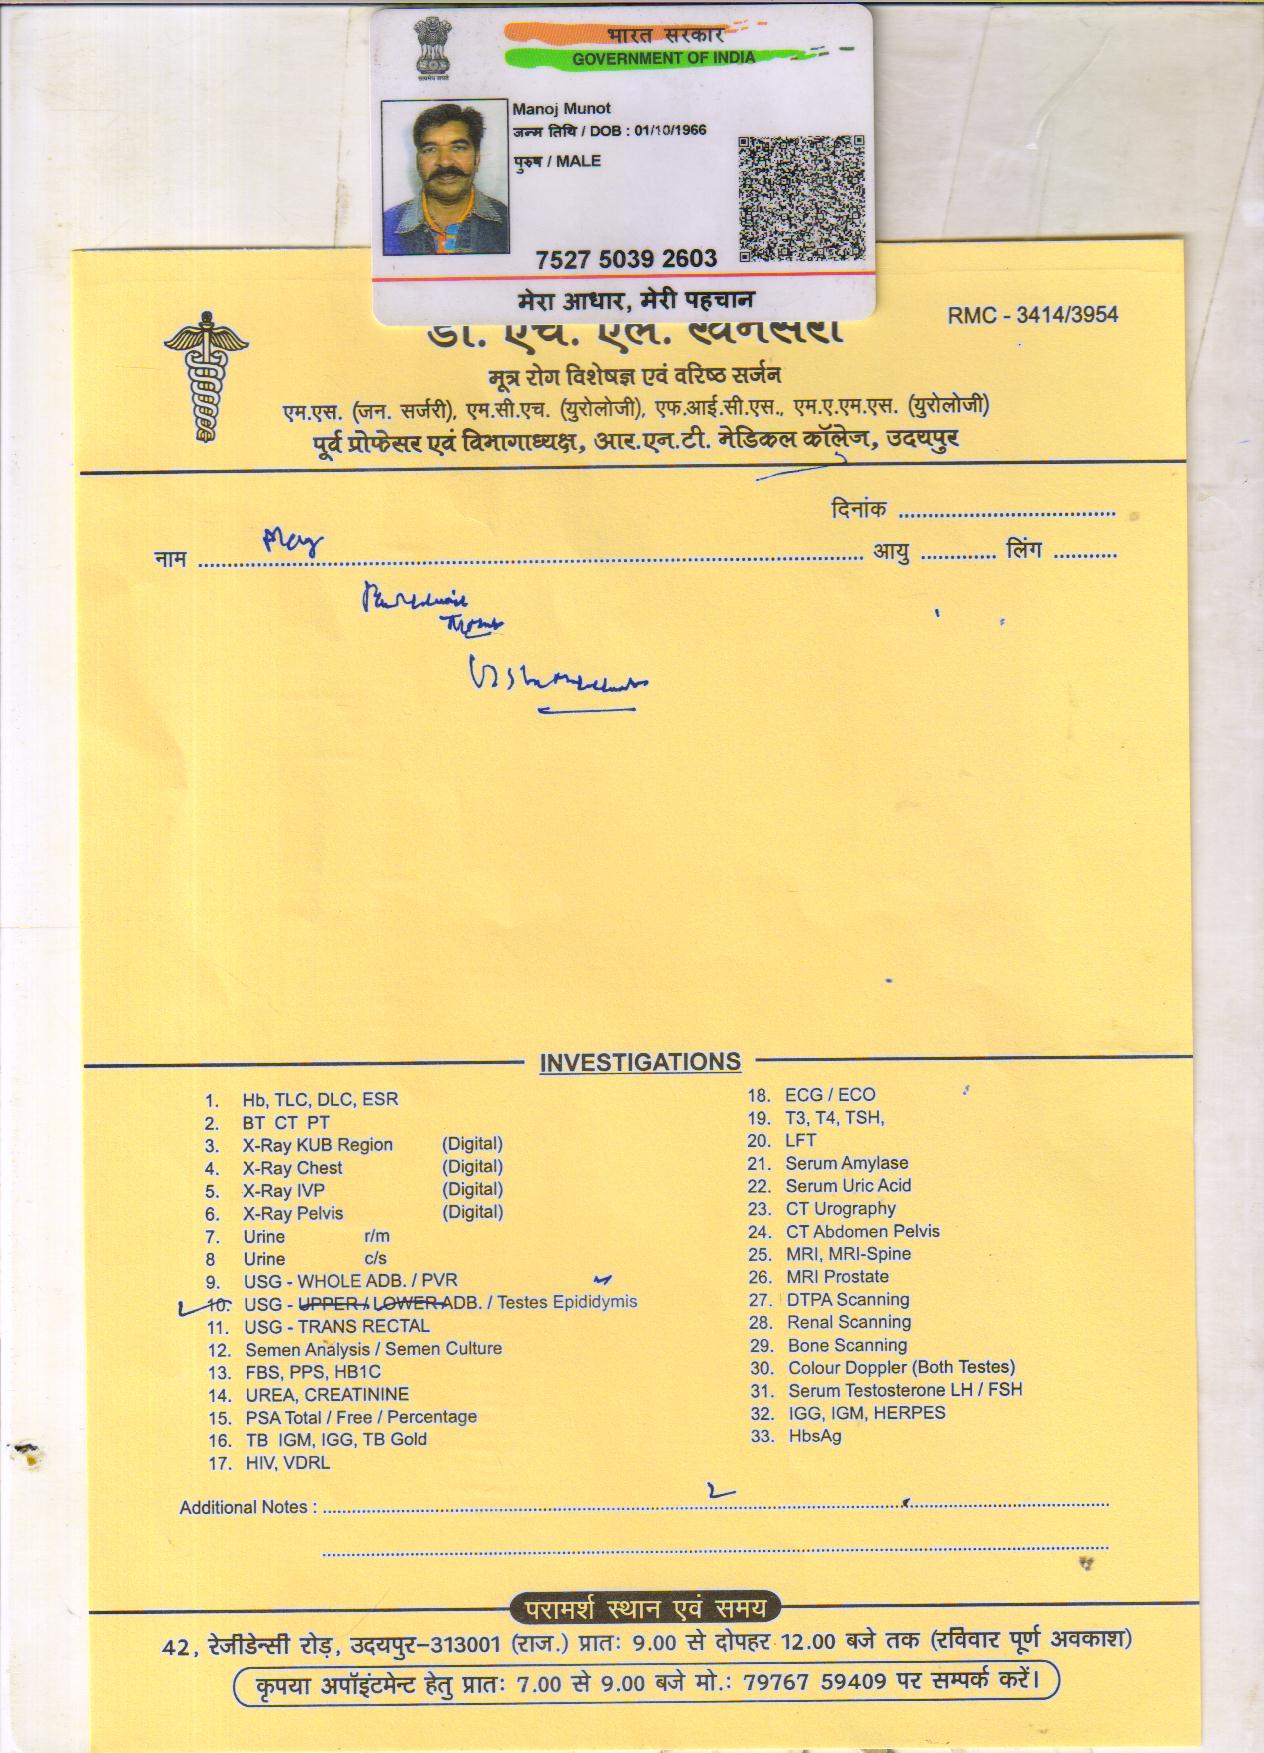 भारत सरकार
GOVERNMENT OF INDIA
Manoj Munot
जन्म तिथि / DOB : 01/10/1966
पुरुष / MALE
7527 5039 2603
मेरा आधार, मेरी पहचान
डॉ. एच. एल. खमेसरा
RMC - 3414/3954
मूत्र रोग विशेषज्ञ एवं वरिष्ठ सर्जन
एम.एस. (जन. सर्जरी), एम.सी.एच. (युरोलोजी), एफ.आई.सी.एस., एम.ए.एम.एस. (युरोलोजी)
पूर्व प्रोफेसर एवं विभागाध्यक्ष, आर.एन.टी. मेडिकल कॉलेज, उदयपुर
दिनांक
नाम आयु लिंग
INVESTIGATIONS
1. Hb, TLC, DLC, ESR
2. BT CT PT
3. X-Ray KUB Region (Digital)
4. X-Ray Chest (Digital)
5. X-Ray IVP (Digital)
6. X-Ray Pelvis (Digital)
7. Urine r/m
8 Urine c/s
9. USG - WHOLE ADB. / PVR
10. USG - UPPER / LOWER ADB. / Testes Epididymis
11. USG - TRANS RECTAL
12. Semen Analysis / Semen Culture
13. FBS, PPS, HB1C
14. UREA, CREATININE
15. PSA Total / Free / Percentage
16. TB IGM, IGG, TB Gold
17. HIV, VDRL
18. ECG / ECO
19. T3, T4, TSH,
20. LFT
21. Serum Amylase
22. Serum Uric Acid
23. CT Urography
24. CT Abdomen Pelvis
25. MRI, MRI-Spine
26. MRI Prostate
27. DTPA Scanning
28. Renal Scanning
29. Bone Scanning
30. Colour Doppler (Both Testes)
31. Serum Testosterone LH / FSH
32. IGG, IGM, HERPES
33. HbsAg
Additional Notes :
परामर्श स्थान एवं समय
42, रेजीडेन्सी रोड़, उदयपुर-313001 (राज.) प्रातः 9.00 से दोपहर 12.00 बजे तक (रविवार पूर्ण अवकाश)
कृपया अपॉइंटमेन्ट हेतु प्रातः 7.00 से 9.00 बजे मो.: 79767 59409 पर सम्पर्क करें।